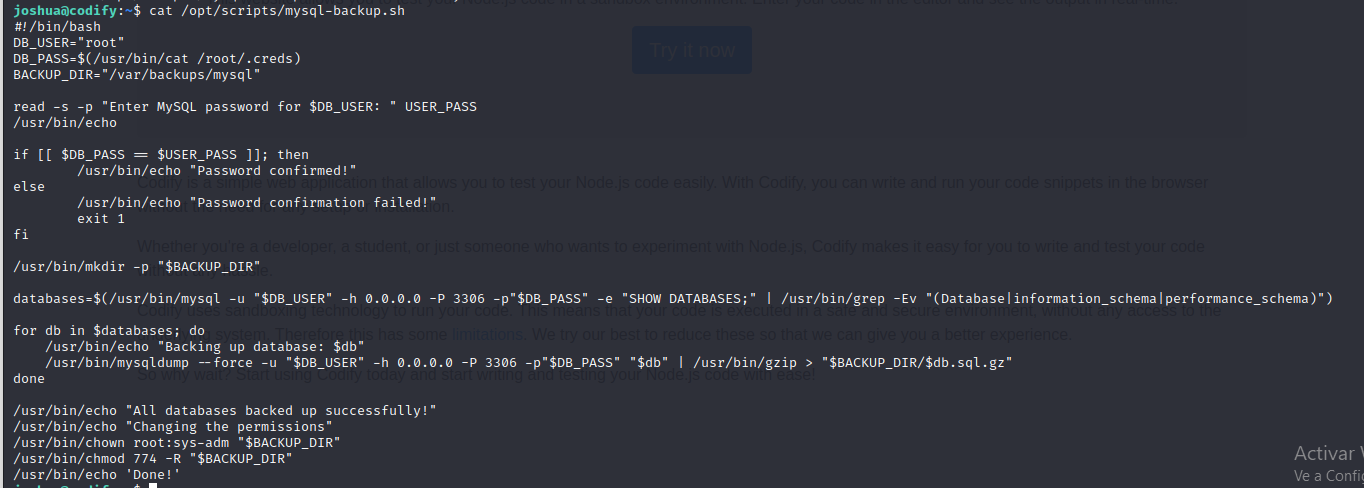 joshua@codify:~$ cat /opt/scripts/mysql-backup.sh
#!/bin/bash
DB_USER="root"
DB_PASS=$(/usr/bin/cat /root/.creds)
BACKUP_DIR="/var/backups/mysql"
Try it now
read -s -p "Enter MySQL password for $DB_USER: " USER_PASS
/usr/bin/echo
if [[ $DB_PASS == $USER_PASS ]]; then
/usr/bin/echo "Password confirmed!"
Codify is a simple web application that allows you to test your Node.js code easily. With Codify, you can write and run your code snippets in the browser
else
/usr/bin/echo "Password confirmation failed!"
exit 1
fi
Whether you're a developer, a student, or just someone who wants to experiment with Node.js, Codify makes it easy for you to write and test your code
/usr/bin/mkdir -p "$BACKUP_DIR"
databases=$(/usr/bin/mysql -u "$DB_USER" -h 0.0.0.0 -P 3306 -p"$DB_PASS" -e "SHOW DATABASES;" | /usr/bin/grep -Ev "(Database|information_schema|performance_schema)")
Codify uses sandboxing technology to run your code. This means that your code is executed in a safe and secure environment, without any access to the
for db in $databases; do
system. Therefore this has some limitations. We try our best to reduce these so that we can give you a better experience.
/usr/bin/echo "Backing up database: $db"
/usr/bin/mysqldump --force -u "$DB_USER" -h 0.0.0.0 -P 3306 -p"$DB_PASS" "$db" | /usr/bin/gzip > "$BACKUP_DIR/$db.sql.gz"
So why wait? Start using Codify today and start writing and testing your Node.js code with ease!
done
/usr/bin/echo "All databases backed up successfully!"
/usr/bin/echo "Changing the permissions"
/usr/bin/chown root:sys-adm "$BACKUP_DIR"
/usr/bin/chmod 774 -R "$BACKUP_DIR"
/usr/bin/echo 'Done!'
Activar
Ve a Config